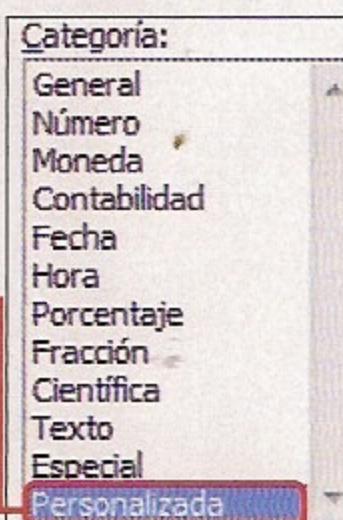 Categoría:
General
Número
Moneda
Contabilidad
Fecha
Hora
Porcentaje
Fracción
Científica
Texto
Especial
Personalizada